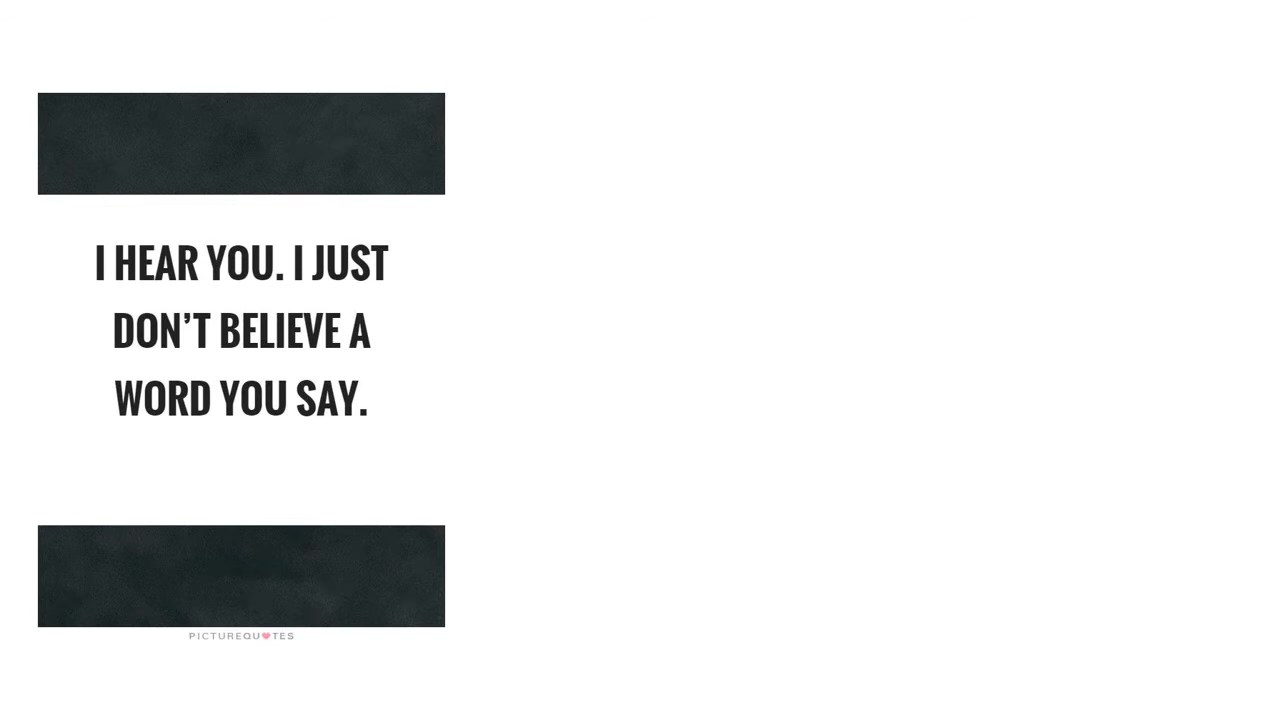 I HEAR YOU. I JUST
DON’T BELIEVE A
WORD YOU SAY.
PICTUREQUOTES